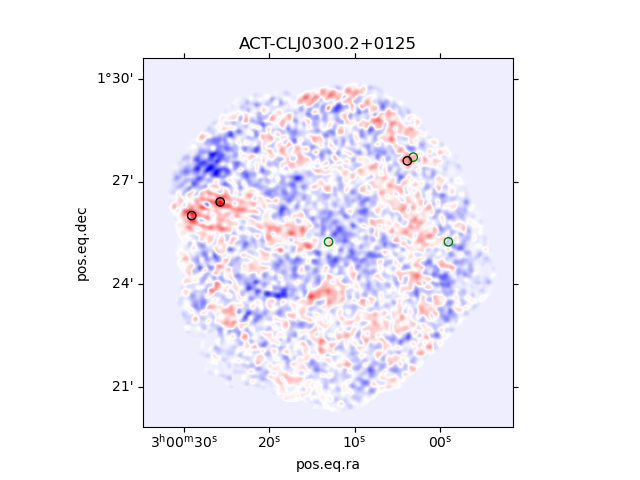 ACT-CLJ0300.2+0125
1°30'
27'
24'
21'
pos.eq.dec
3ʰ00ᵐ30ˢ 20ˢ 10ˢ 00ˢ
pos.eq.ra